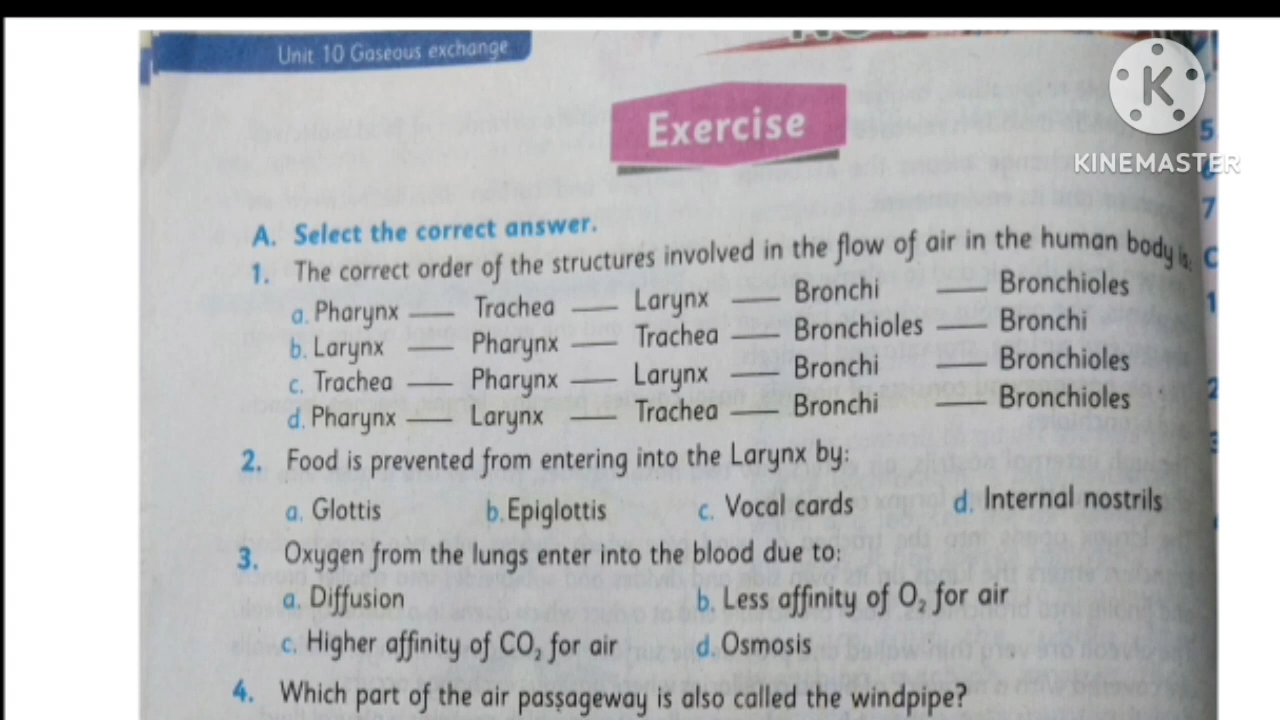 Unit 10 Gaseous exchange
KINEMASTER
Exercise
A. Select the correct answer.
1. The correct order of the structures involved in the flow of air in the human body is:
a. Pharynx — Trachea — Larynx — Bronchi — Bronchioles
b. Larynx — Pharynx — Trachea — Bronchioles — Bronchi
c. Trachea — Pharynx — Larynx — Bronchi — Bronchioles
d. Pharynx — Larynx — Trachea — Bronchi — Bronchioles
2. Food is prevented from entering into the Larynx by:
a. Glottis b. Epiglottis c. Vocal cards d. Internal nostrils
3. Oxygen from the lungs enter into the blood due to:
a. Diffusion b. Less affinity of O₂ for air
c. Higher affinity of CO₂ for air d. Osmosis
4. Which part of the air passgeway is also called the windpipe?